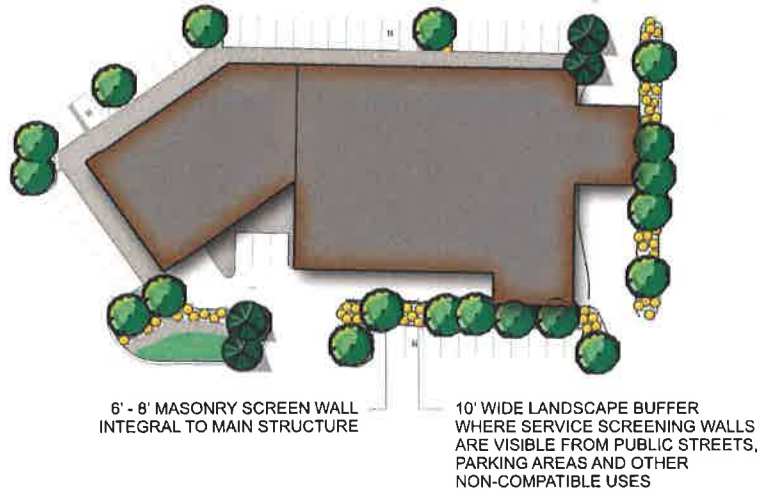 6' - 8' MASONRY SCREEN WALL
INTEGRAL TO MAIN STRUCTURE
10' WIDE LANDSCAPE BUFFER
WHERE SERVICE SCREENING WALLS
ARE VISIBLE FROM PUBLIC STREETS,
PARKING AREAS AND OTHER
NON-COMPATIBLE USES